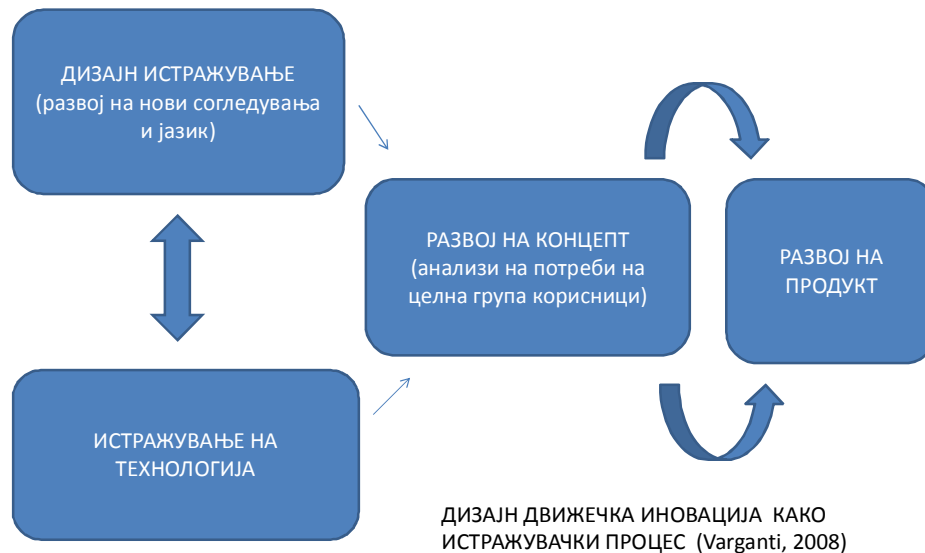 ДИЗАЈН ИСТРАЖУВАЊЕ
(развој на нови согледувања
и јазик)
РАЗВОЈ НА КОНЦЕПТ
(анализи на потреби на
целна група корисници)
РАЗВОЈ НА
ПРОДУКТ
ИСТРАЖУВАЊЕ НА
ТЕХНОЛОГИЈА
ДИЗАЈН ДВИЖЕЧКА ИНОВАЦИЈА КАКО
ИСТРАЖУВАЧКИ ПРОЦЕС (Varganti, 2008)